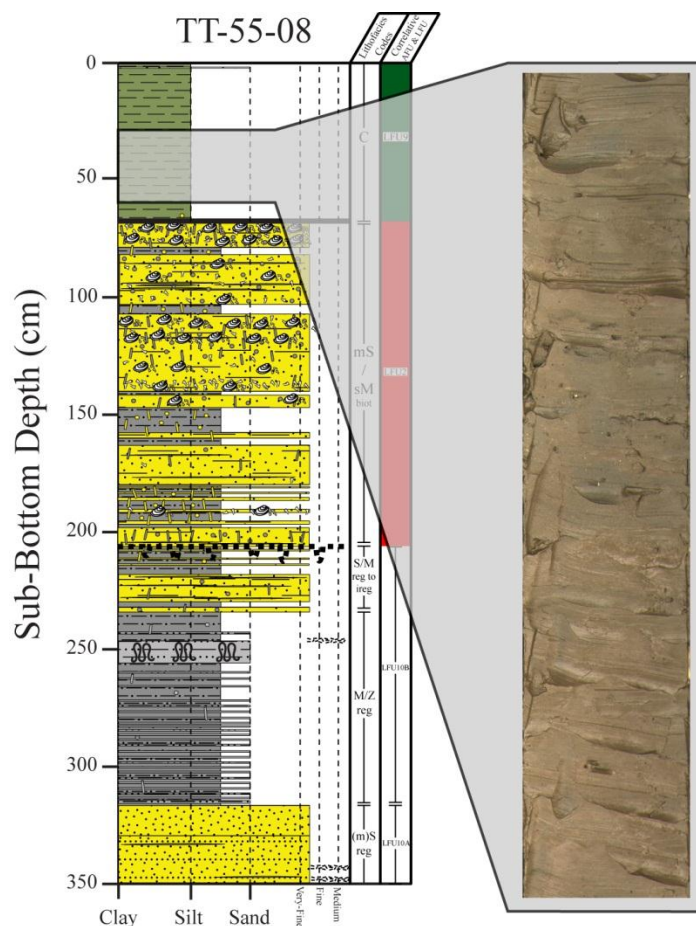 TT-55-08
Lithofacies
Codes
Correlative
AFU & LFU
Sub-Bottom Depth (cm)
0
50
100
150
200
250
300
350
C
mS
/
sM
biot
S/M
reg to
ireg
M/Z
reg
(m)S
reg
LFU9
LFU2
LFU10B
LFU10A
Clay
Silt
Sand
Very-Fine
Fine
Medium